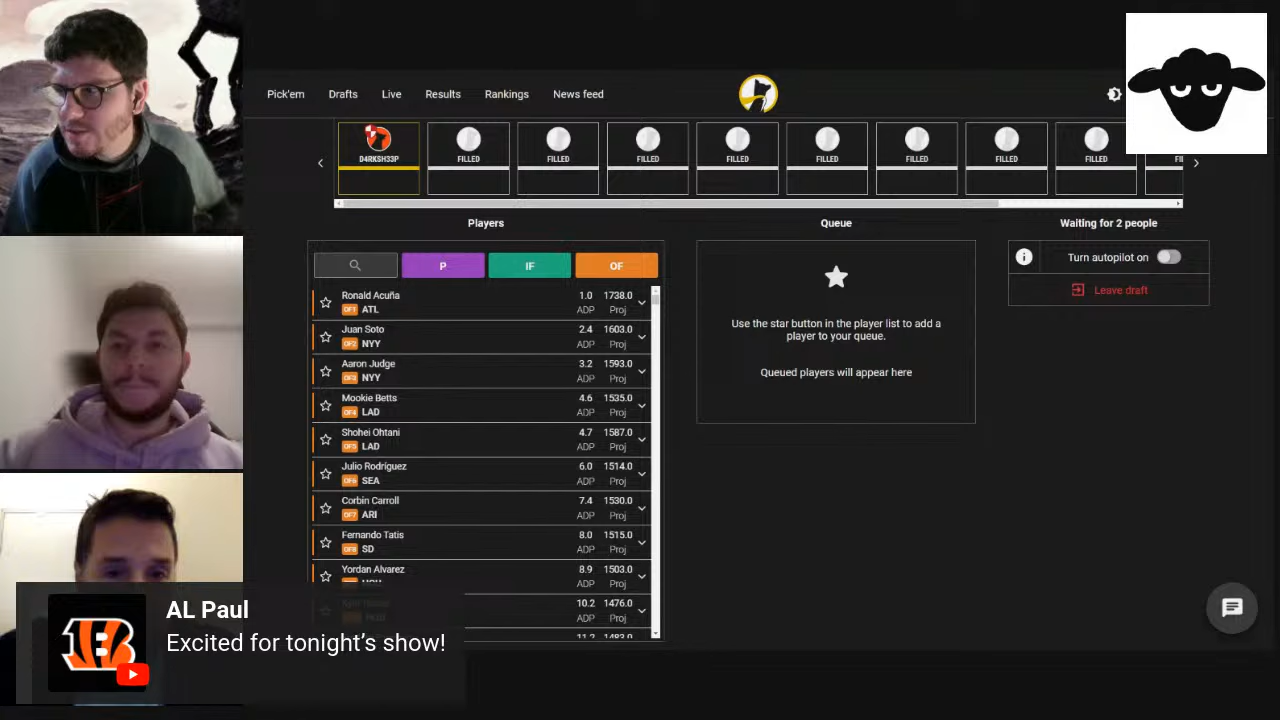 Pick'em Drafts Live Results Rankings News feed
D4RKSH33P FILLED FILLED FILLED FILLED FILLED FILLED FILLED FILLED
Players
P IF OF
Ronald Acuña 1.0 1738.0
OF1 ATL ADP Proj
Juan Soto 2.4 1603.0
OF2 NYY ADP Proj
Aaron Judge 3.2 1593.0
OF3 NYY ADP Proj
Mookie Betts 4.6 1535.0
OF4 LAD ADP Proj
Shohei Ohtani 4.7 1587.0
OF5 LAD ADP Proj
Julio Rodríguez 6.0 1514.0
OF6 SEA ADP Proj
Corbin Carroll 7.4 1530.0
OF7 ARI ADP Proj
Fernando Tatis 8.0 1515.0
OF8 SD ADP Proj
Yordan Alvarez 8.9 1503.0
ADP Proj
10.2 1476.0
ADP Proj
11.2 1483.0
Queue
Use the star button in the player list to add a
player to your queue.
Queued players will appear here
Waiting for 2 people
Turn autopilot on
Leave draft
AL Paul
Excited for tonight's show!